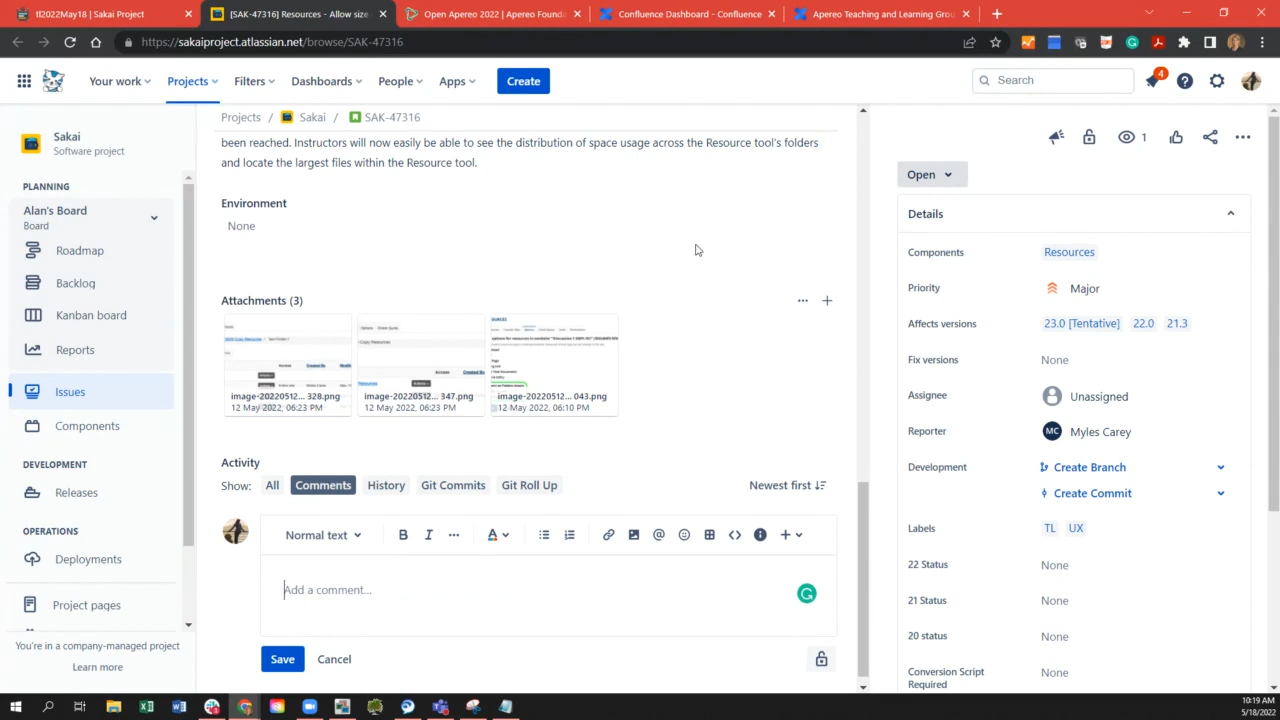 tl2022May18 | Sakai Project
[SAK-47316] Resources - Allow size
Open Apereo 2022 | Apereo Founda
Confluence Dashboard - Confluence
Apereo Teaching and Learning Grou
https://sakaiproject.atlassian.net/browse/SAK-47316
Your work
Projects
Filters
Dashboards
People
Apps
Create
Search
4
Sakai
Software project
PLANNING
Alan's Board
Board
Roadmap
Backlog
Kanban board
Reports
Issues
Components
DEVELOPMENT
Releases
OPERATIONS
Deployments
Project pages
You're in a company-managed project
Learn more
Projects / Sakai / SAK-47316
been reached. Instructors will now easily be able to see the distribution of space usage across the Resource tool's folders
and locate the largest files within the Resource tool.
Environment
None
Attachments (3)
image-20220512... 328.png
12 May 2022, 06:23 PM
image-20220512... 347.png
12 May 2022, 06:23 PM
image-20220512... 043.png
12 May 2022, 06:10 PM
Activity
Show: All Comments History Git Commits Git Roll Up
Newest first
Normal text
B I ... A
Add a comment...
Save
Cancel
1
Open
Details
Components Resources
Priority Major
Affects versions 23.0 [Tentative] 22.0 21.3
Fix versions None
Assignee Unassigned
Reporter MC Myles Carey
Development Create Branch
Create Commit
Labels TL UX
22 Status None
21 Status None
20 status None
Conversion Script
Required
None
10:19 AM
5/18/2022